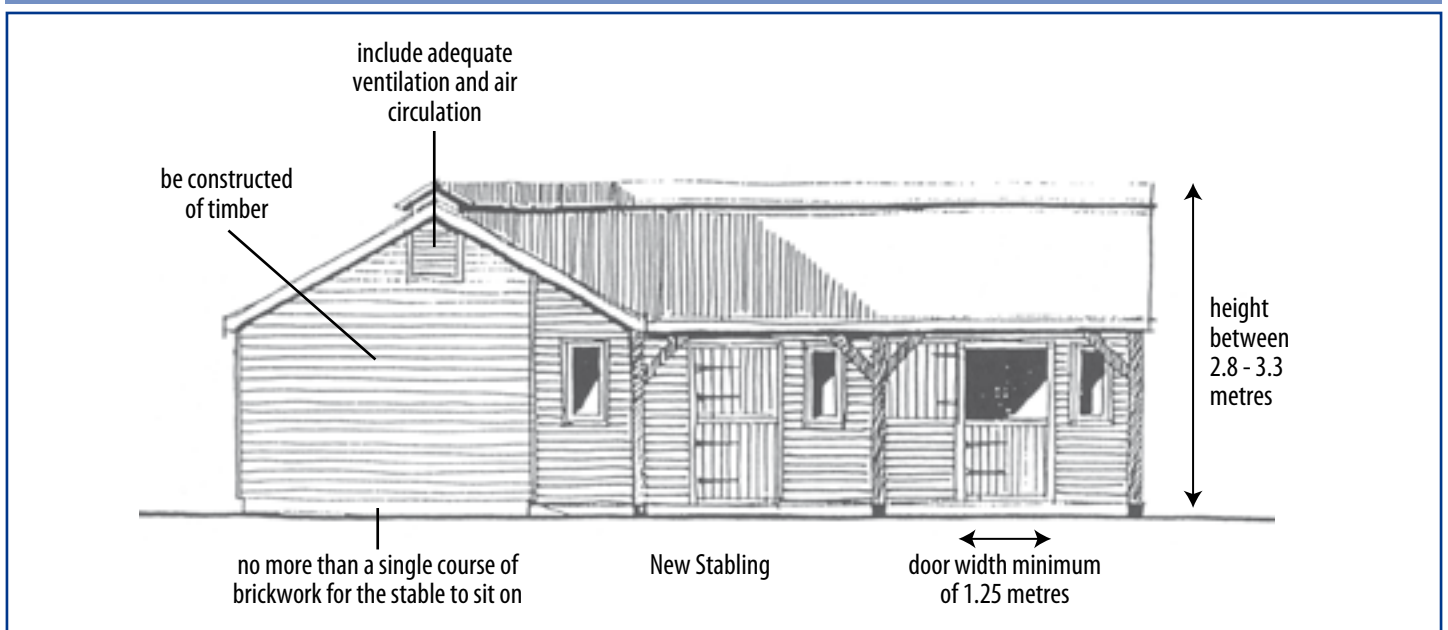 include adequate
ventilation and air
circulation
be constructed
of timber
height
between
2.8 - 3.3
metres
no more than a single course of
brickwork for the stable to sit on
New Stabling
door width minimum
of 1.25 metres